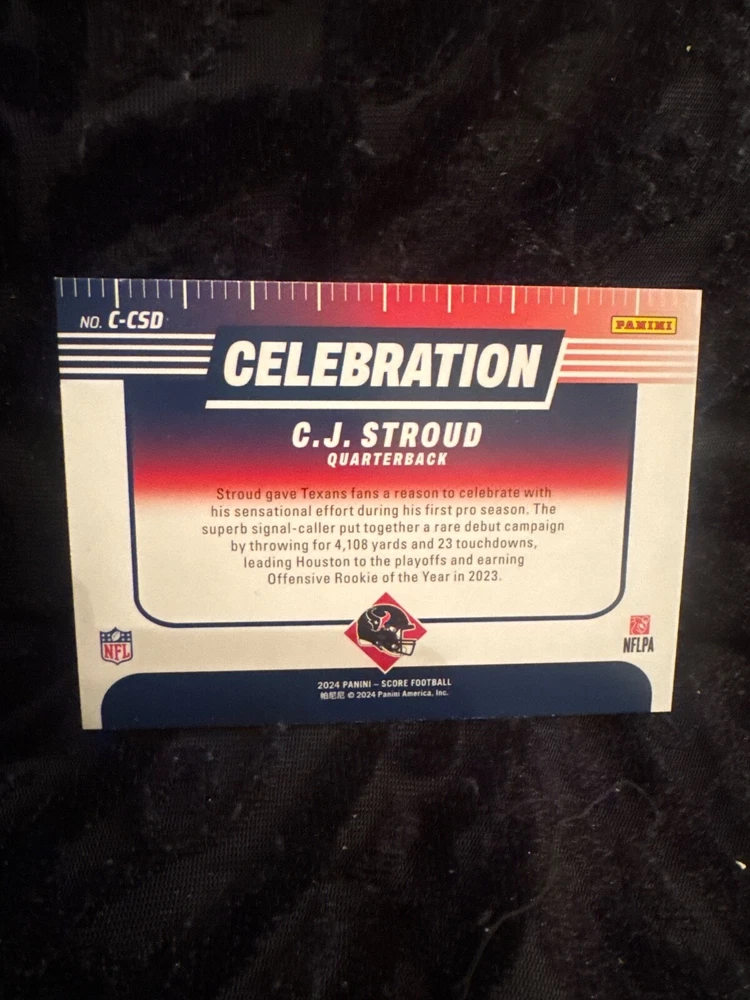 NO. C-CSD
PANINI
CELEBRATION
C.J. STROUD
QUARTERBACK
Stroud gave Texans fans a reason to celebrate with
his sensational effort during his first pro season. The
superb signal-caller put together a rare debut campaign
by throwing for 4,108 yards and 23 touchdowns,
leading Houston to the playoffs and earning
Offensive Rookie of the Year in 2023.
NFL
NFLPA
2024 PANINI – SCORE FOOTBALL
帕尼尼 © 2024 Panini America, Inc.